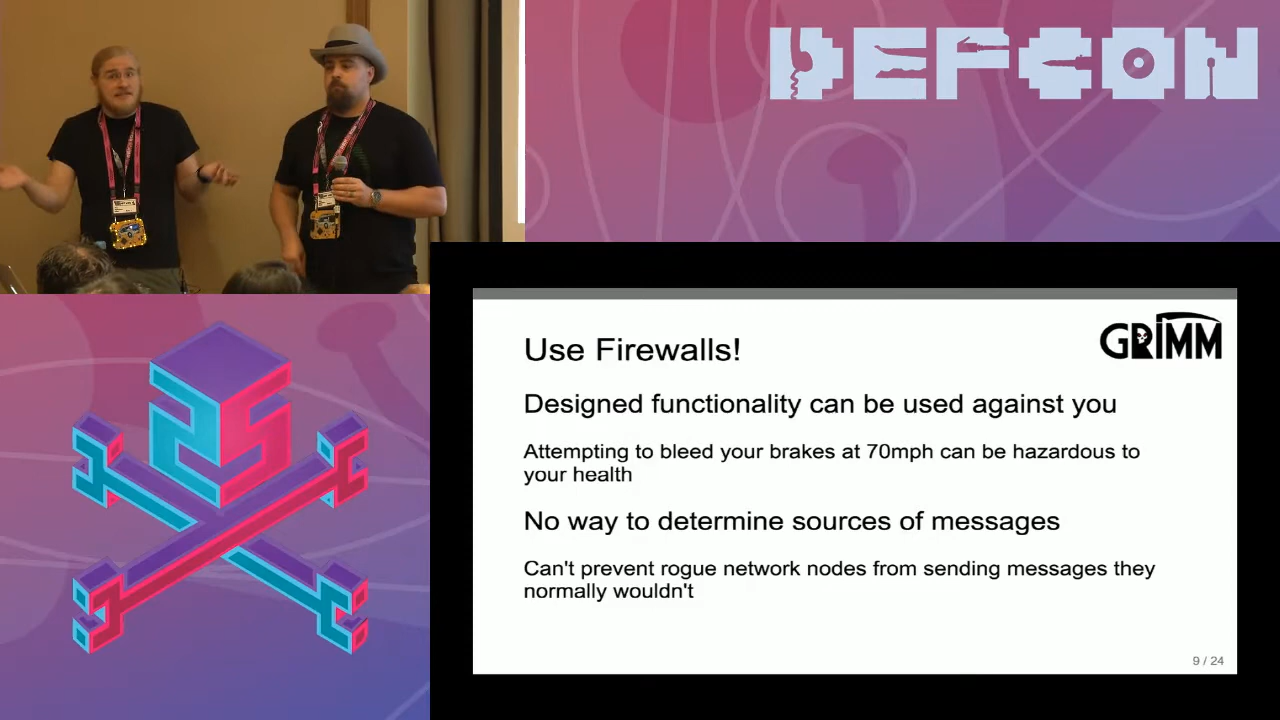 DEFCON
GRIMM
Use Firewalls!
Designed functionality can be used against you
Attempting to bleed your brakes at 70mph can be hazardous to
your health
No way to determine sources of messages
Can't prevent rogue network nodes from sending messages they
normally wouldn't
9 / 24